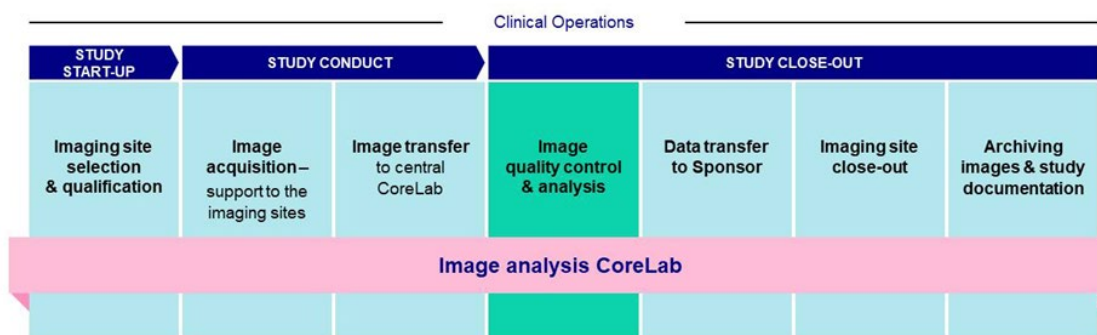 Clinical Operations
STUDY
START-UP
STUDY CONDUCT
STUDY CLOSE-OUT
Imaging site
selection
& qualification
Image
acquisition–
support to the
imaging sites
Image transfer
to central
CoreLab
Image
quality control
& analysis
Data transfer
to Sponsor
Imaging site
close-out
Archiving
images & study
documentation
Image analysis CoreLab